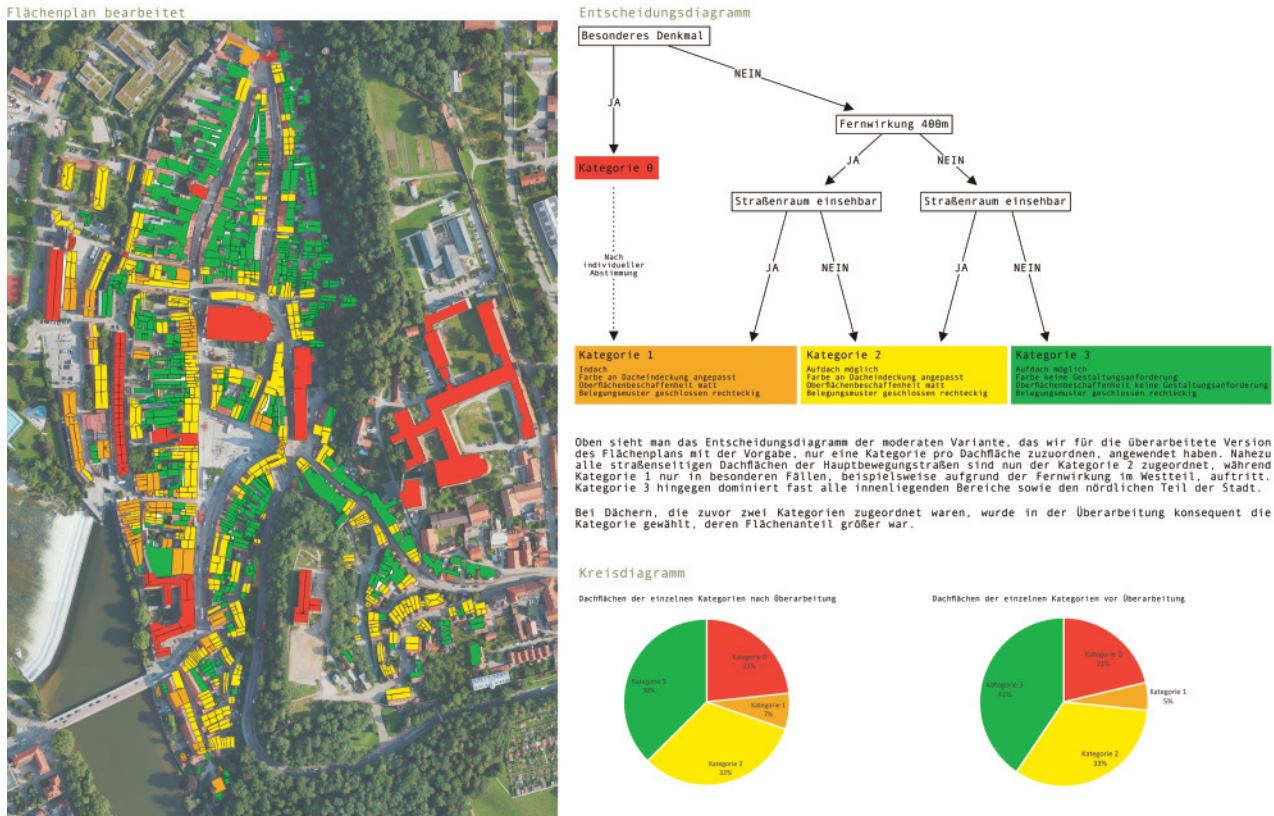 Flächenplan bearbeitet
Entscheidungsdiagramm
Besonderes Denkmal
NEIN
JA
Fernwirkung 400m
JA
NEIN
Kategorie 0
Straßenraum einsehbar
Straßenraum einsehbar
Nach
individueller
Abstimmung
JA
NEIN
JA
NEIN
Kategorie 1
Indach
Farbe an Dacheindeckung angepasst
Oberflächenbeschaffenheit matt
Belegungsmuster geschlossen rechteckig
Kategorie 2
Aufdach möglich
Farbe an Dacheindeckung angepasst
Oberflächenbeschaffenheit matt
Belegungsmuster geschlossen rechteckig
Kategorie 3
Aufdach möglich
Farbe keine Gestaltungsanforderung
Oberflächenbeschaffenheit keine Gestaltungsanforderung
Belegungsmuster geschlossen rechteckig
Oben sieht man das Entscheidungsdiagramm der moderaten Variante, das wir für die überarbeitete Version
des Flächenplans mit der Vorgabe, nur eine Kategorie pro Dachfläche zuzuordnen, angewendet haben. Nahezu
alle straßenseitigen Dachflächen der Hauptbewegungstraßen sind nun der Kategorie 2 zugeordnet, während
Kategorie 1 nur in besonderen Fällen, beispielsweise aufgrund der Fernwirkung im Westteil, auftritt.
Kategorie 3 hingegen dominiert fast alle innenliegenden Bereiche sowie den nördlichen Teil der Stadt.
Bei Dächern, die zuvor zwei Kategorien zugeordnet waren, wurde in der Überarbeitung konsequent die
Kategorie gewählt, deren Flächenanteil größer war.
Kreisdiagramm
Dachflächen der einzelnen Kategorien nach Überarbeitung
Kategorie 0
Kategorie 1
7%
Kategorie 2
32%
Kategorie 3
38%
Dachflächen der einzelnen Kategorien vor Überarbeitung
Kategorie 0
21%
Kategorie 1
5%
Kategorie 2
33%
Kategorie 3
41%